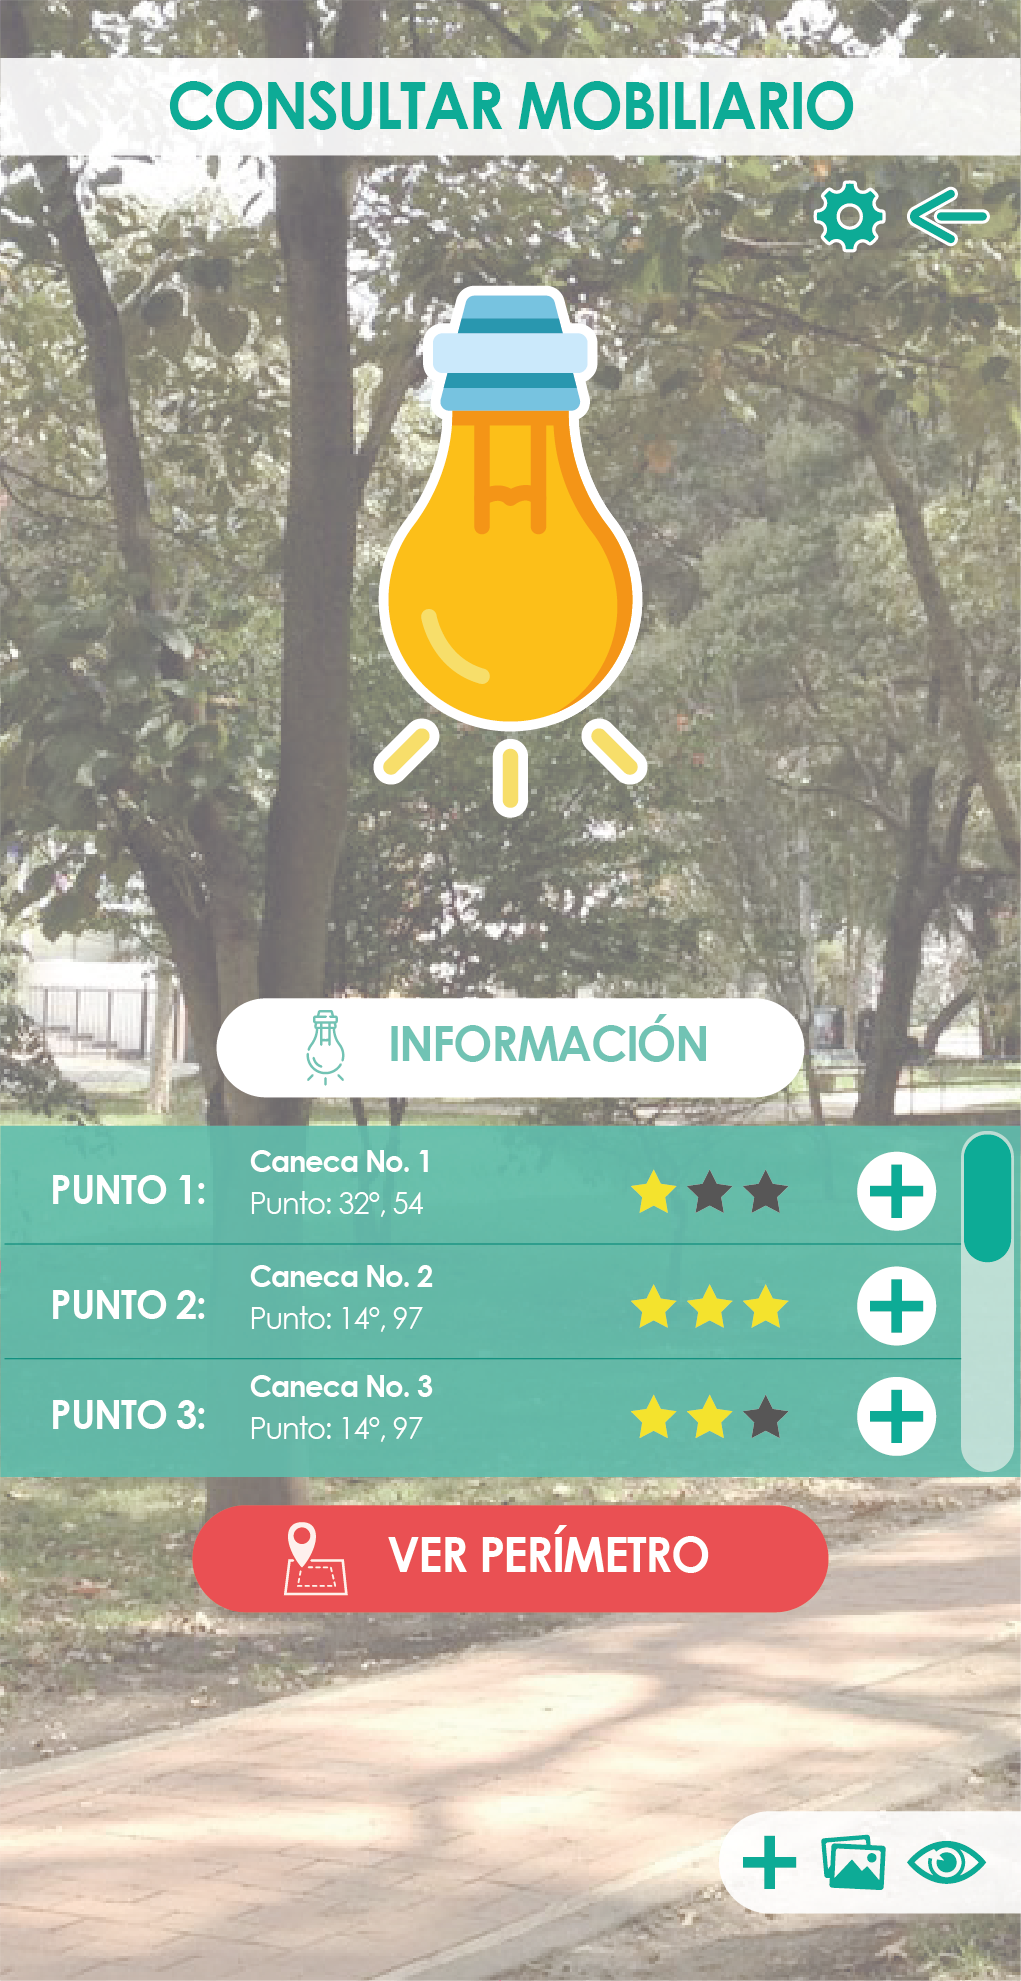 CONSULTAR MOBILIARIO
INFORMACIÓN
PUNTO 1:
Caneca No. 1
Punto: 32°, 54
PUNTO 2:
Caneca No. 2
Punto: 14°, 97
PUNTO 3:
Caneca No. 3
Punto: 14°, 97
VER PERÍMETRO